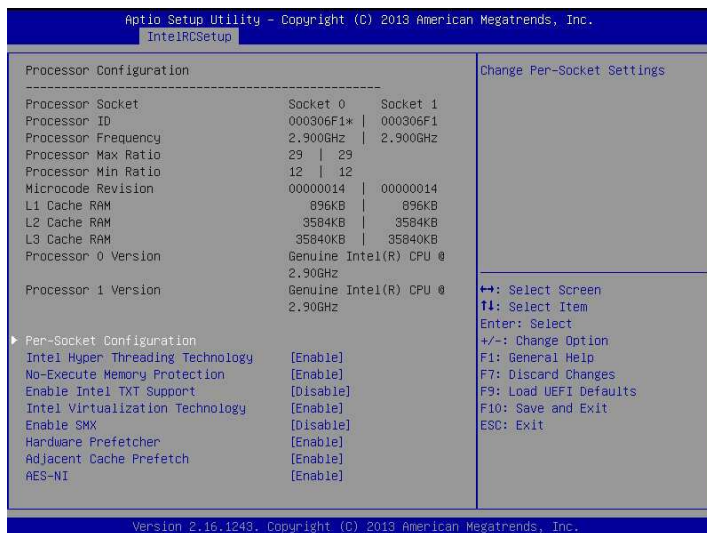 Aptio Setup Utility – Copyright (C) 2013 American Megatrends, Inc.
IntelRCSetup
Processor Configuration
--------------------------------------------------
Processor Socket Socket 0 Socket 1
Processor ID 000306F1* | 000306F1
Processor Frequency 2.900GHz | 2.900GHz
Processor Max Ratio 29 | 29
Processor Min Ratio 12 | 12
Microcode Revision 00000014 | 00000014
L1 Cache RAM 896KB | 896KB
L2 Cache RAM 3584KB | 3584KB
L3 Cache RAM 35840KB | 35840KB
Processor 0 Version Genuine Intel(R) CPU @
2.90GHz
Processor 1 Version Genuine Intel(R) CPU @
2.90GHz
Per-Socket Configuration
Intel Hyper Threading Technology [Enable]
No-Execute Memory Protection [Enable]
Enable Intel TXT Support [Disable]
Intel Virtualization Technology [Enable]
Enable SMX [Disable]
Hardware Prefetcher [Enable]
Adjacent Cache Prefetch [Enable]
AES-NI [Enable]
Change Per-Socket Settings
↔: Select Screen
↑↓: Select Item
Enter: Select
+/-: Change Option
F1: General Help
F7: Discard Changes
F9: Load UEFI Defaults
F10: Save and Exit
ESC: Exit
Version 2.16.1243. Copyright (C) 2013 American Megatrends, Inc.